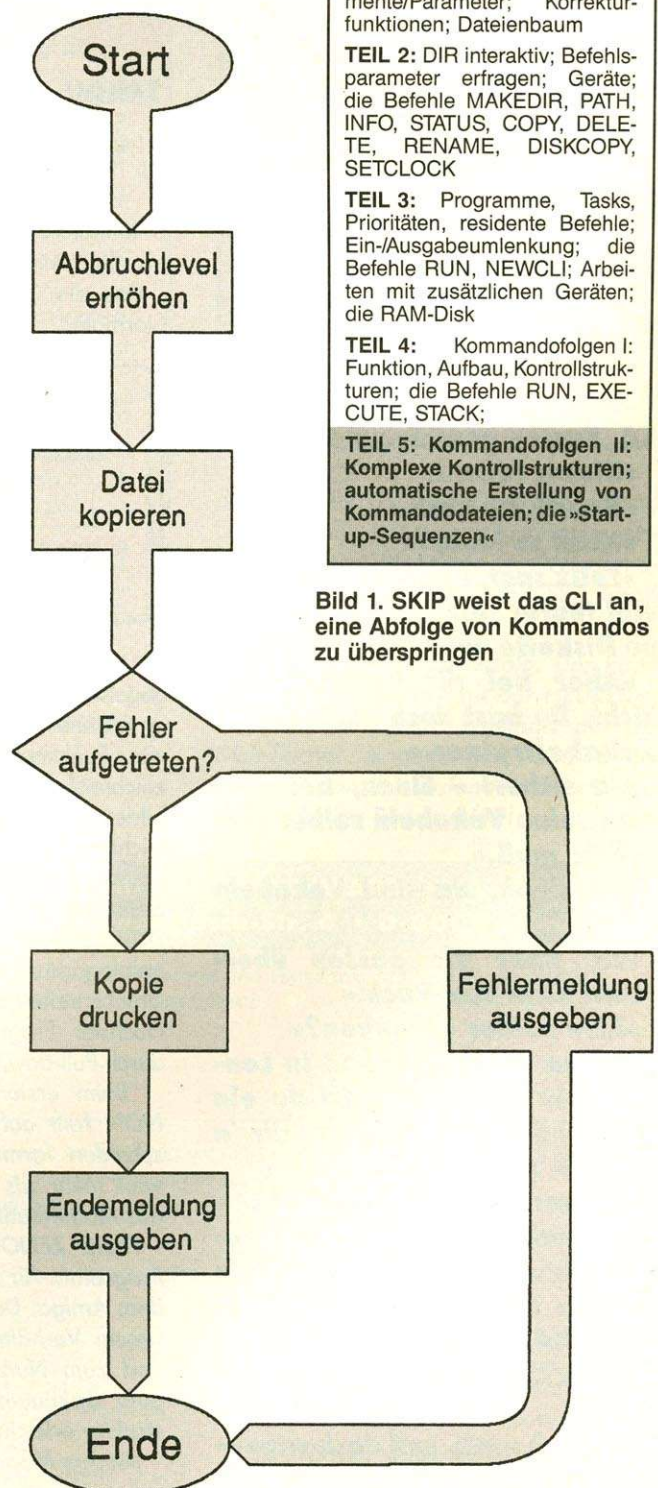 mente/Parameter; Korrektur-
funktionen; Dateienbaum
TEIL 2: DIR interaktiv; Befehls-
parameter erfragen; Geräte;
die Befehle MAKEDIR, PATH,
INFO, STATUS, COPY, DELE-
TE, RENAME, DISKCOPY,
SETCLOCK
TEIL 3: Programme, Tasks,
Prioritäten, residente Befehle;
Ein-/Ausgabeumlenkung; die
Befehle RUN, NEWCLI; Arbei-
ten mit zusätzlichen Geräten;
die RAM-Disk
TEIL 4: Kommandofolgen I:
Funktion, Aufbau, Kontrollstruk-
turen; die Befehle RUN, EXE-
CUTE, STACK;
TEIL 5: Kommandofolgen II:
Komplexe Kontrollstrukturen;
automatische Erstellung von
Kommandodateien; die »Start-
up-Sequenzen«
Bild 1. SKIP weist das CLI an,
eine Abfolge von Kommandos
zu überspringen
Start
Abbruchlevel
erhöhen
Datei
kopieren
Fehler
aufgetreten?
Kopie
drucken
Fehlermeldung
ausgeben
Endemeldung
ausgeben
Ende